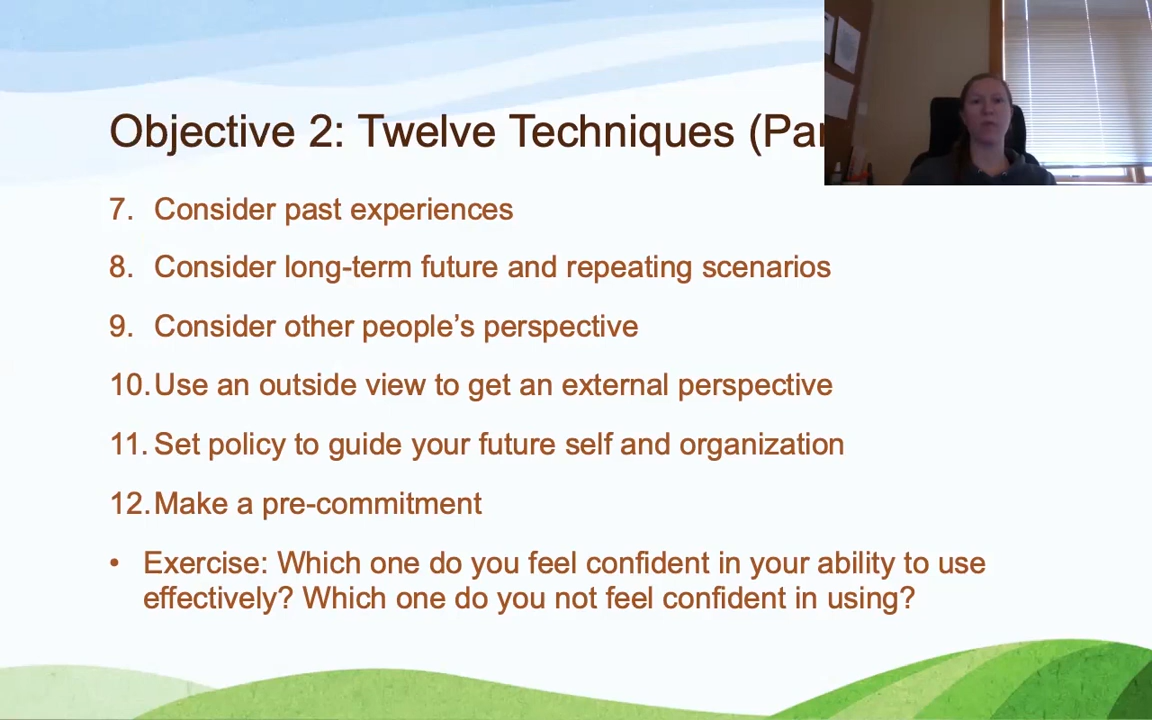 Objective 2: Twelve Techniques (Par
7. Consider past experiences
8. Consider long-term future and repeating scenarios
9. Consider other people’s perspective
10. Use an outside view to get an external perspective
11. Set policy to guide your future self and organization
12. Make a pre-commitment
• Exercise: Which one do you feel confident in your ability to use
effectively? Which one do you not feel confident in using?